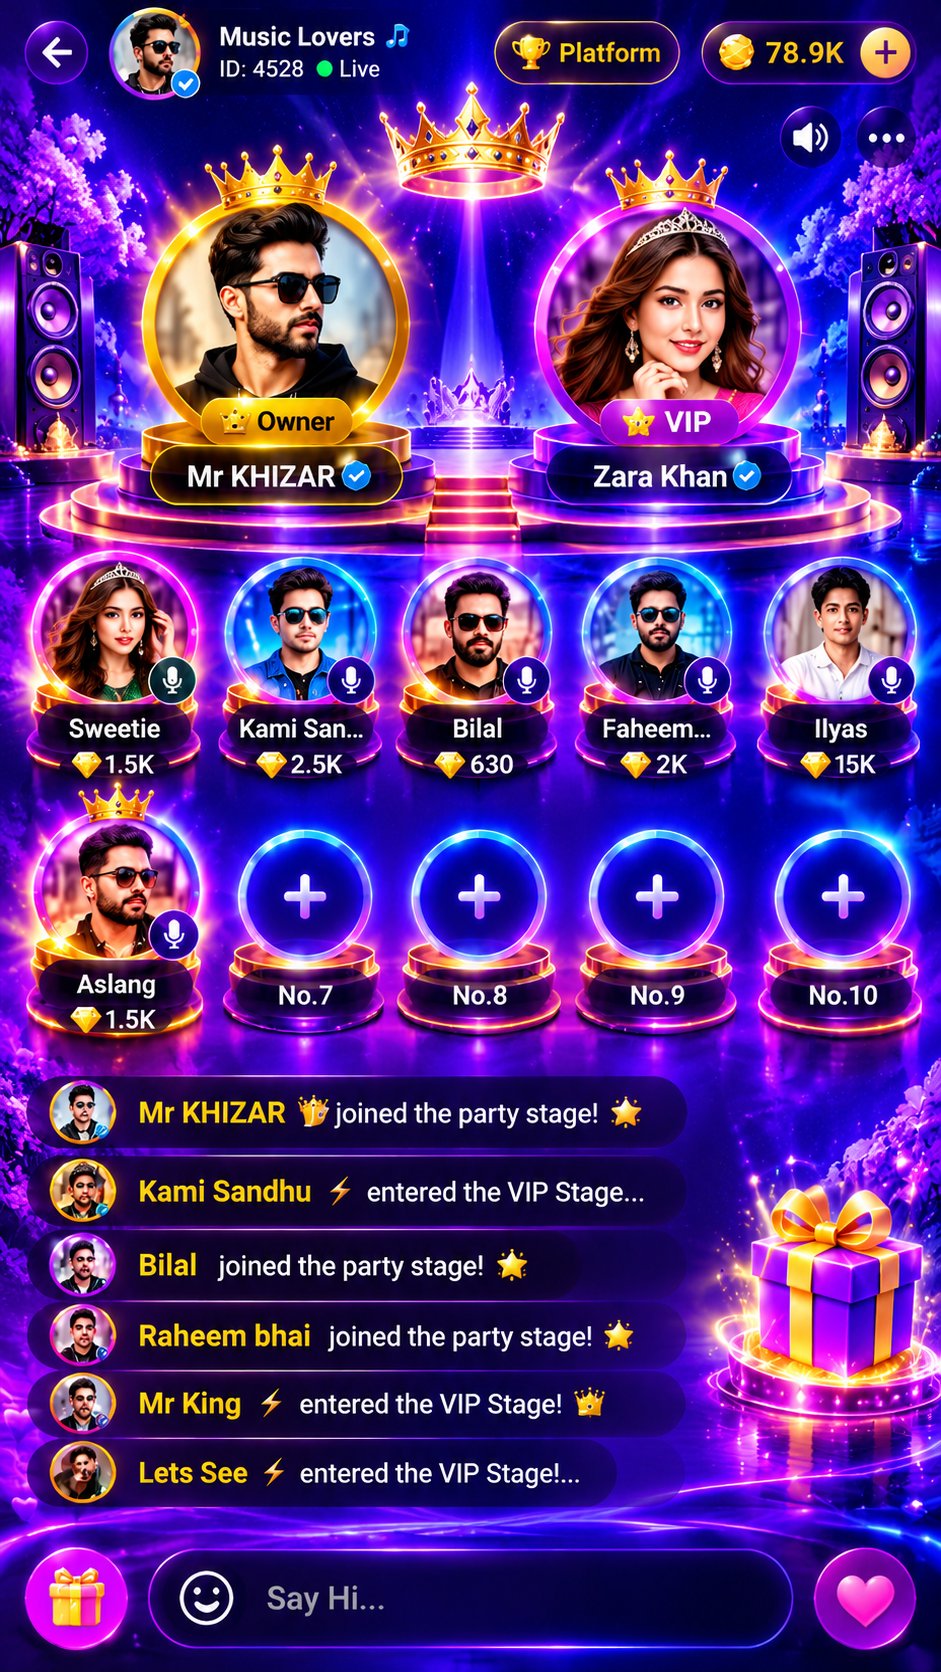 Music Lovers 🎵
ID: 4528 Live
Platform
78.9K
Owner
VIP
Mr KHIZAR
Zara Khan
Sweetie
1.5K
Kami San...
2.5K
Bilal
630
Faheem...
2K
Ilyas
15K
Aslang
1.5K
No.7
No.8
No.9
No.10
Mr KHIZAR joined the party stage! 🌟
Kami Sandhu ⚡ entered the VIP Stage...
Bilal joined the party stage! 🌟
Raheem bhai joined the party stage! 🌟
Mr King ⚡ entered the VIP Stage! 👑
Lets See ⚡ entered the VIP Stage!...
Say Hi...